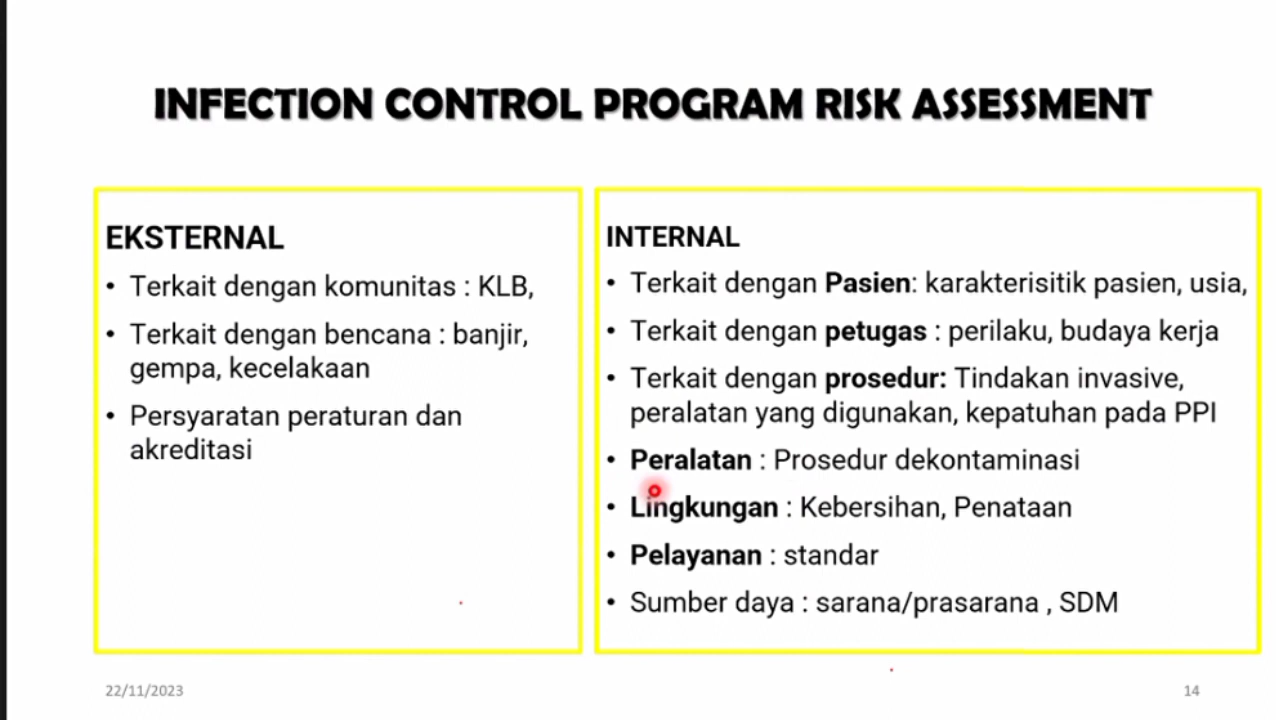 INFECTION CONTROL PROGRAM RISK ASSESSMENT
EKSTERNAL
• Terkait dengan komunitas : KLB,
• Terkait dengan bencana : banjir,
gempa, kecelakaan
• Persyaratan peraturan dan
akreditasi
INTERNAL
• Terkait dengan Pasien: karakterisitik pasien, usia,
• Terkait dengan petugas : perilaku, budaya kerja
• Terkait dengan prosedur: Tindakan invasive,
peralatan yang digunakan, kepatuhan pada PPI
• Peralatan : Prosedur dekontaminasi
• Lingkungan : Kebersihan, Penataan
• Pelayanan : standar
• Sumber daya : sarana/prasarana , SDM
22/11/2023
14